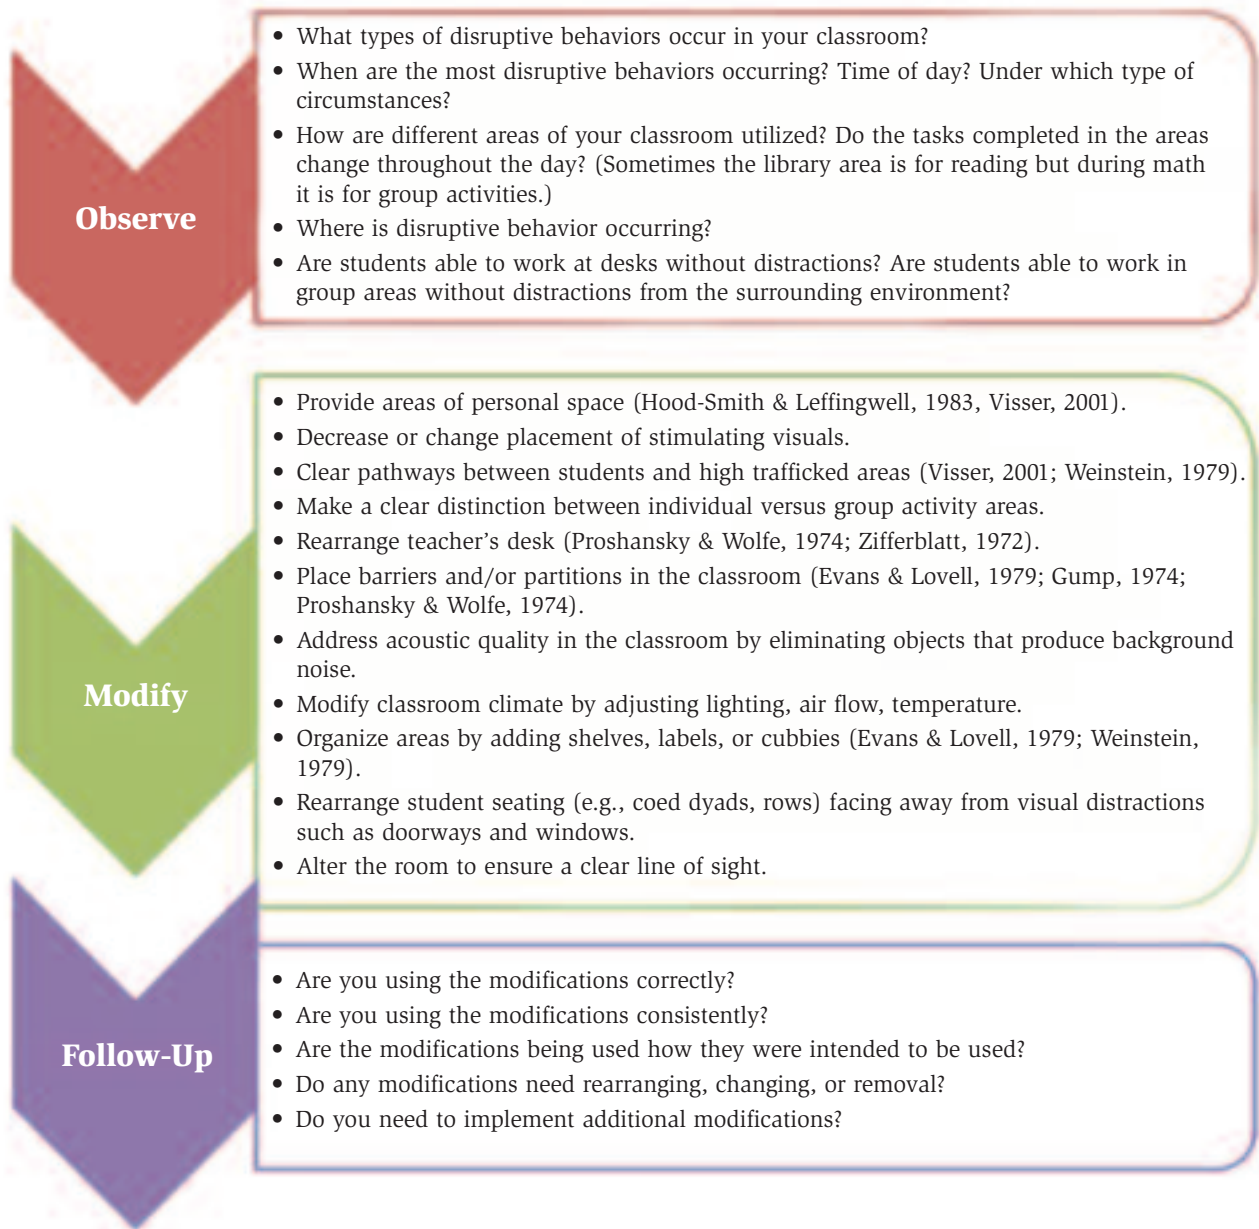 • What types of disruptive behaviors occur in your classroom?
• When are the most disruptive behaviors occurring? Time of day? Under which type of
circumstances?
• How are different areas of your classroom utilized? Do the tasks completed in the areas
change throughout the day? (Sometimes the library area is for reading but during math
it is for group activities.)
Observe
• Where is disruptive behavior occurring?
• Are students able to work at desks without distractions? Are students able to work in
group areas without distractions from the surrounding environment?
• Provide areas of personal space (Hood-Smith & Leffingwell, 1983, Visser, 2001).
• Decrease or change placement of stimulating visuals.
• Clear pathways between students and high trafficked areas (Visser, 2001; Weinstein, 1979).
• Make a clear distinction between individual versus group activity areas.
• Rearrange teacher's desk (Proshansky & Wolfe, 1974; Zifferblatt, 1972).
• Place barriers and/or partitions in the classroom (Evans & Lovell, 1979; Gump, 1974;
Proshansky & Wolfe, 1974).
• Address acoustic quality in the classroom by eliminating objects that produce background
noise.
Modify
• Modify classroom climate by adjusting lighting, air flow, temperature.
• Organize areas by adding shelves, labels, or cubbies (Evans & Lovell, 1979; Weinstein,
1979).
• Rearrange student seating (e.g., coed dyads, rows) facing away from visual distractions
such as doorways and windows.
• Alter the room to ensure a clear line of sight.
• Are you using the modifications correctly?
• Are you using the modifications consistently?
Follow-Up
• Are the modifications being used how they were intended to be used?
• Do any modifications need rearranging, changing, or removal?
• Do you need to implement additional modifications?